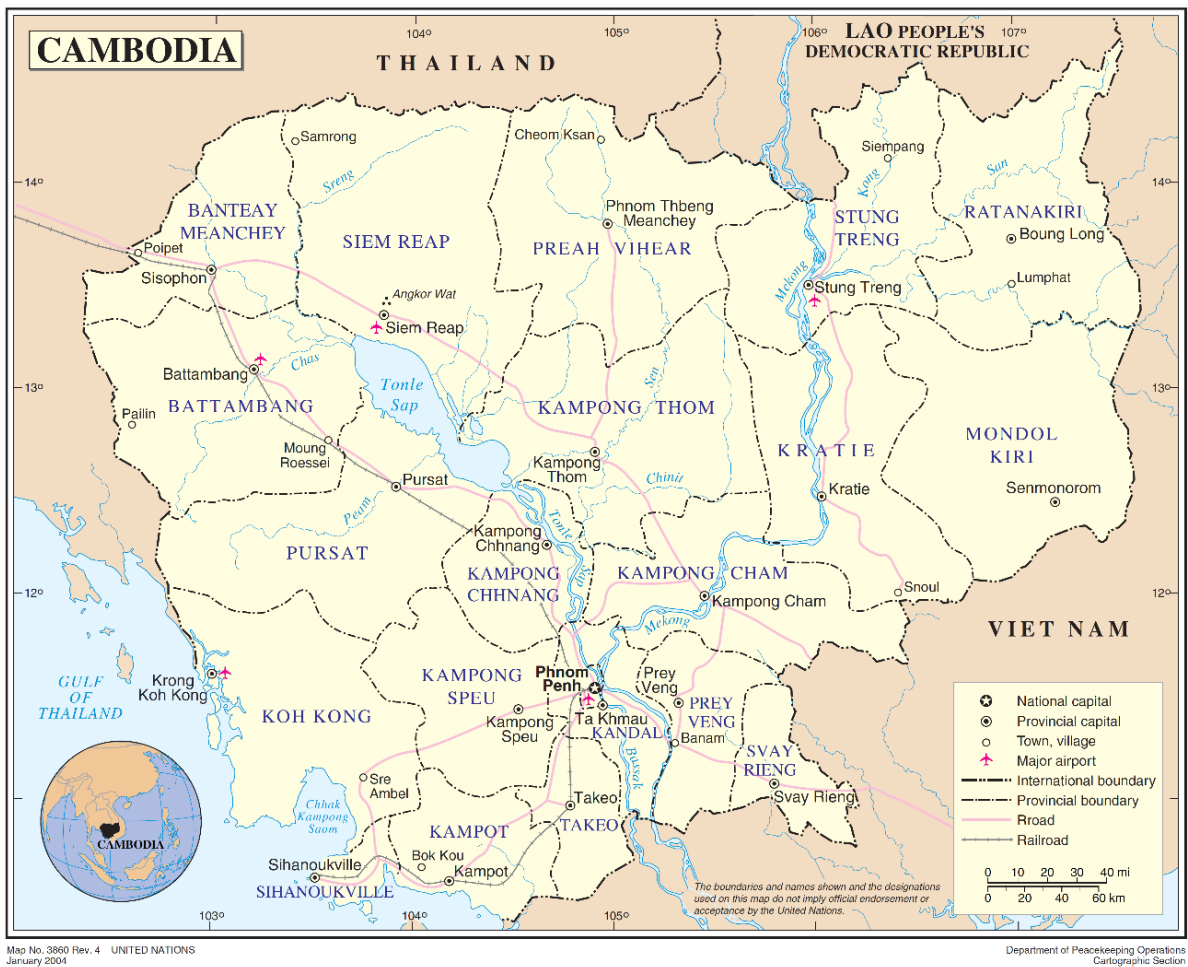 CAMBODIA
104°
105°
106°
107°
THAILAND
LAO PEOPLE'S
DEMOCRATIC REPUBLIC
Samrong
Cheom Ksan
Siempang
Sreng
Kong
San
14°
14°
BANTEAY
MEANCHEY
SIEM REAP
PREAH VIHEAR
Phnom Thbeng
Meanchey
STUNG
TRENG
RATANAKIRI
Boung Long
Poipet
Sisophon
Mekong
Stung Treng
Lumphat
Angkor Wat
Siem Reap
Chas
Battambang
BATTAMBANG
Tonle
Sap
Sen
13°
13°
Pailin
KAMPONG THOM
Moung
Roessei
Kampong
Thom
KRATIE
MONDOL
KIRI
Pursat
Chinit
Kratie
Senmonorom
Peam
PURSAT
Kampong
Chhnang
Tonle
Sap
KAMPONG
CHHNANG
KAMPONG CHAM
Kampong Cham
Snoul
12°
12°
Mekong
VIET NAM
Krong
Koh Kong
GULF
OF
THAILAND
KOH KONG
KAMPONG
SPEU
Phnom
Penh
Prey
Veng
PREY
VENG
Kampong
Speu
Ta Khmau
KANDAL
Banam
Bassak
SVAY
RIENG
Svay Rieng
Sre
Ambel
Chhak
Kampong
Saom
Takeo
TAKEO
KAMPOT
Bok Kou
Kampot
Sihanoukville
SIHANOUKVILLE
CAMBODIA
National capital
Provincial capital
Town, village
Major airport
International boundary
Provincial boundary
Rroad
Railroad
0 10 20 30 40 mi
0 20 40 60 km
The boundaries and names shown and the designations
used on this map do not imply official endorsement or
acceptance by the United Nations.
103°
104°
105°
Map No. 3860 Rev. 4 UNITED NATIONS
January 2004
Department of Peacekeeping Operations
Cartographic Section